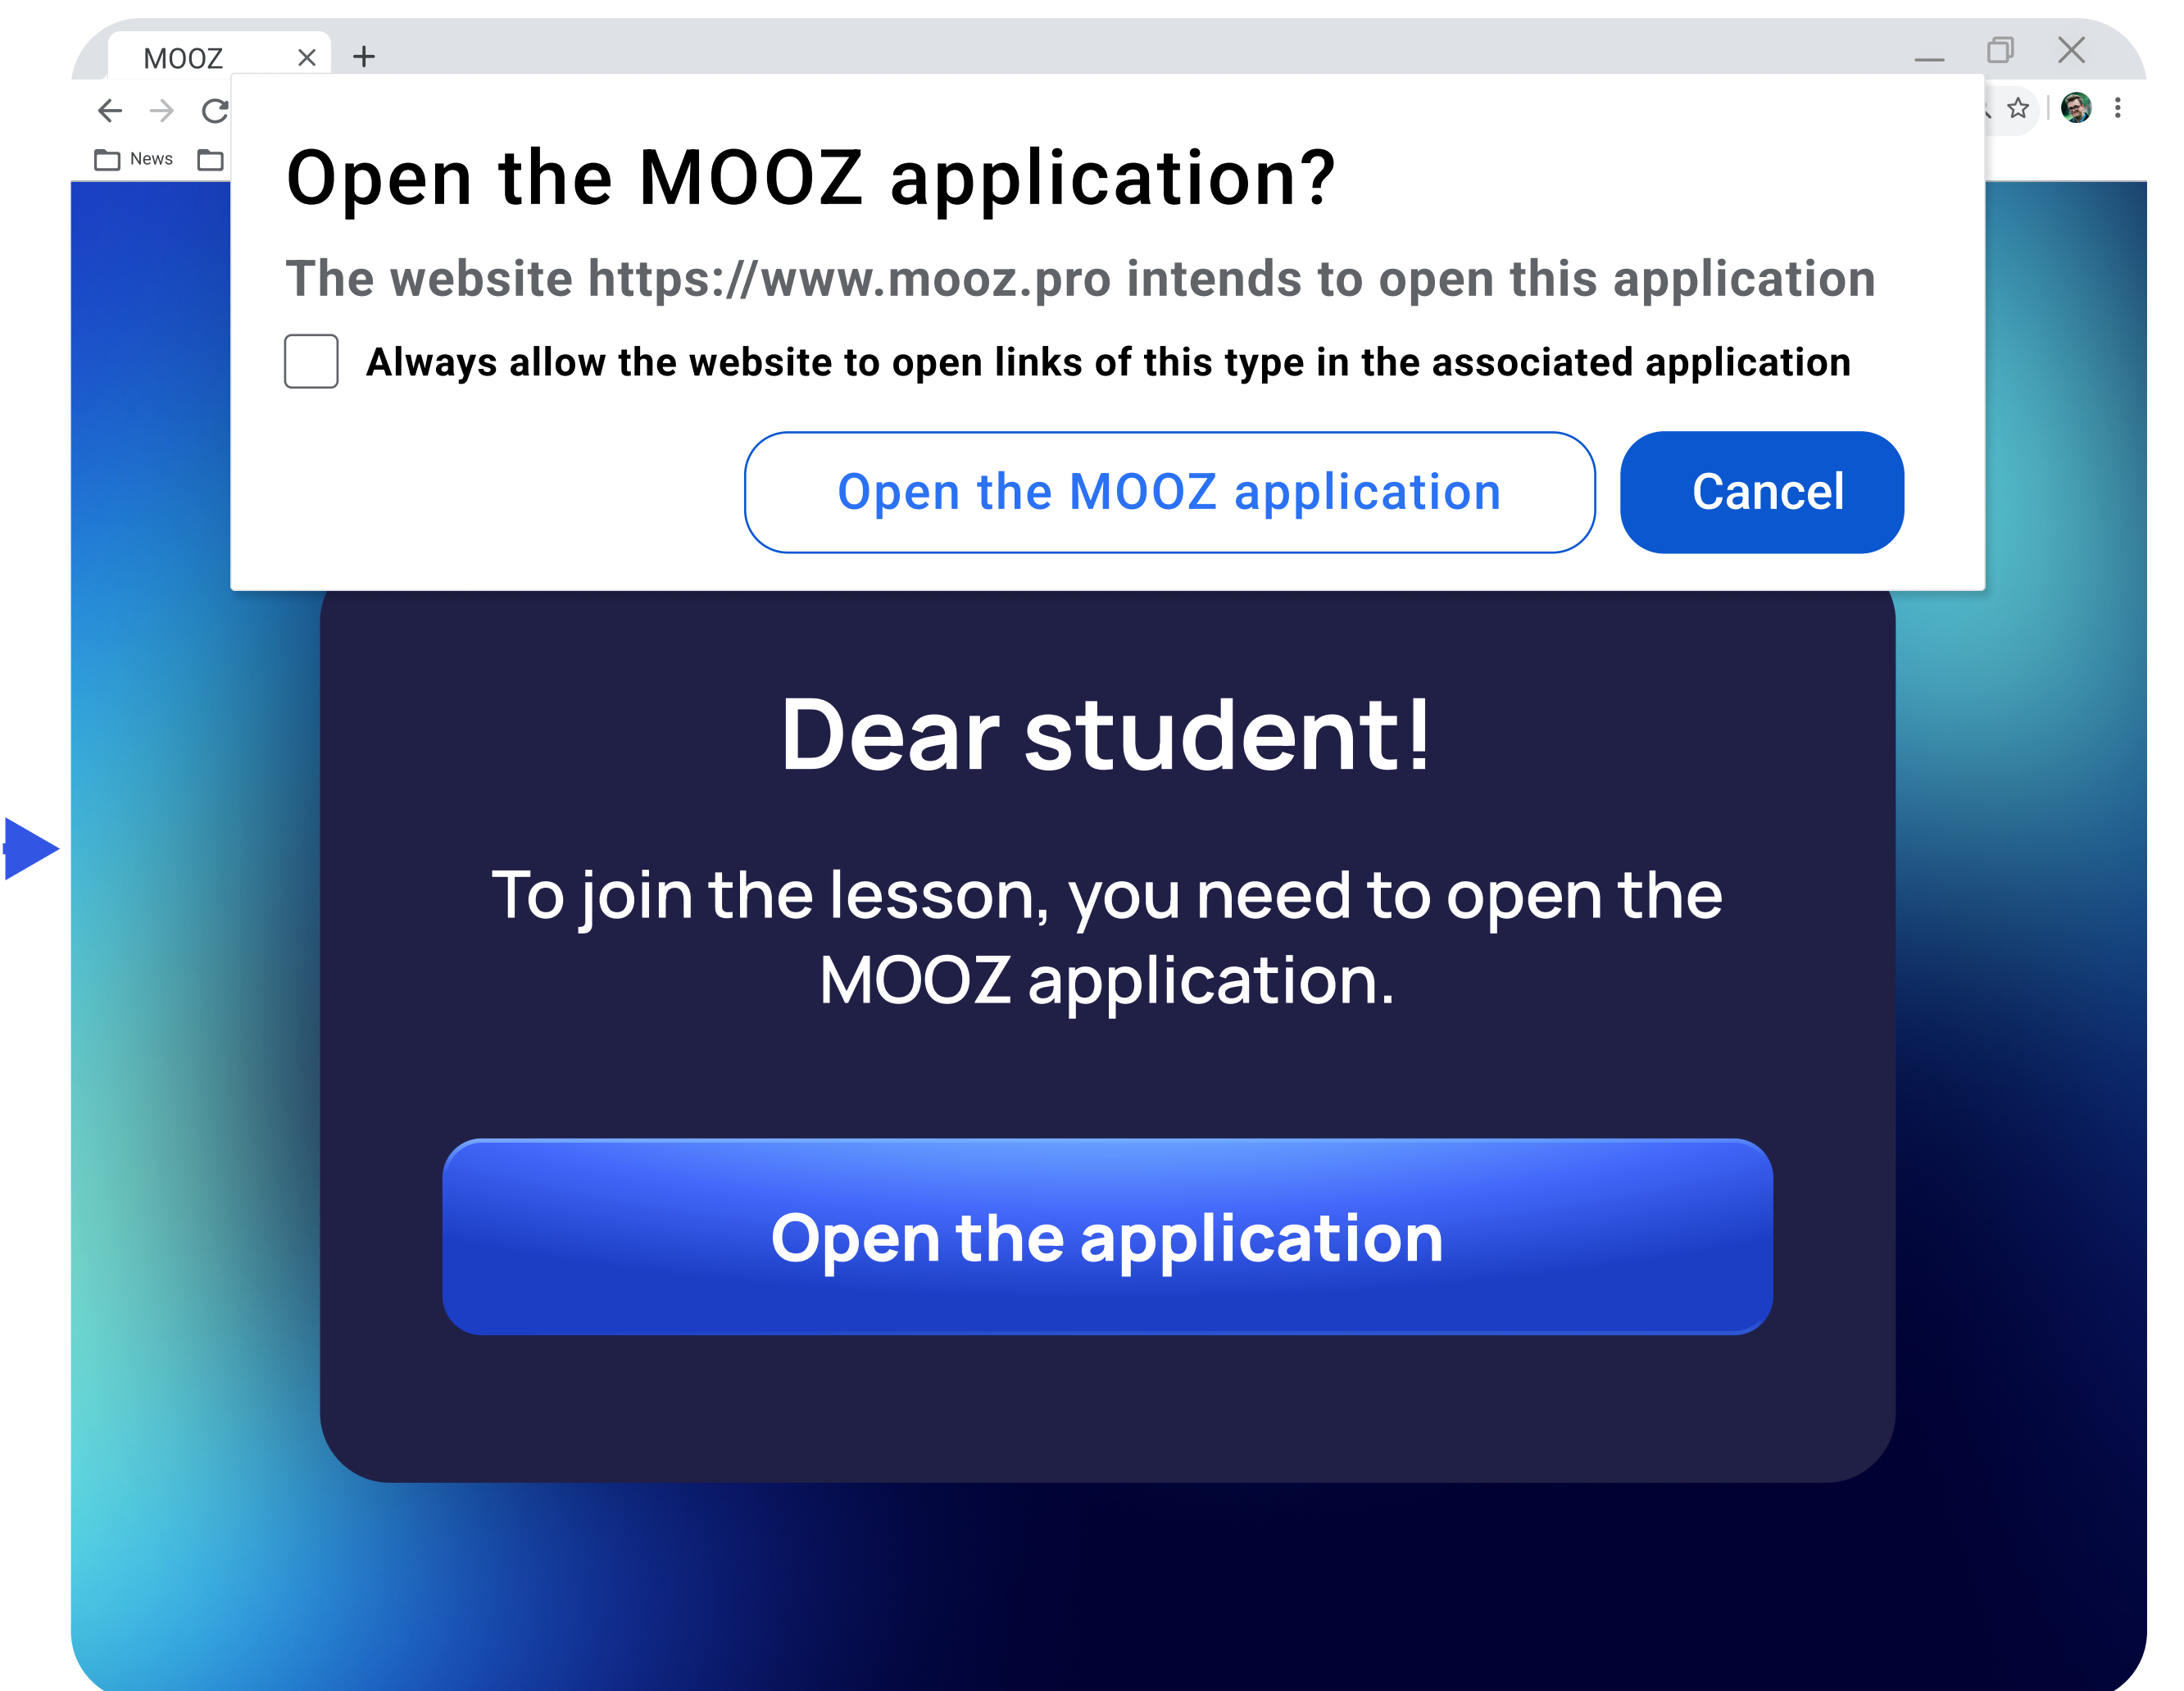 MOOZ
News
Open the MOOZ application?
The website https://www.mooz.pro intends to open this application
Always allow the website to open links of this type in the associated application
Open the MOOZ application
Cancel
Dear student!
To join the lesson, you need to open the
MOOZ application.
Open the application